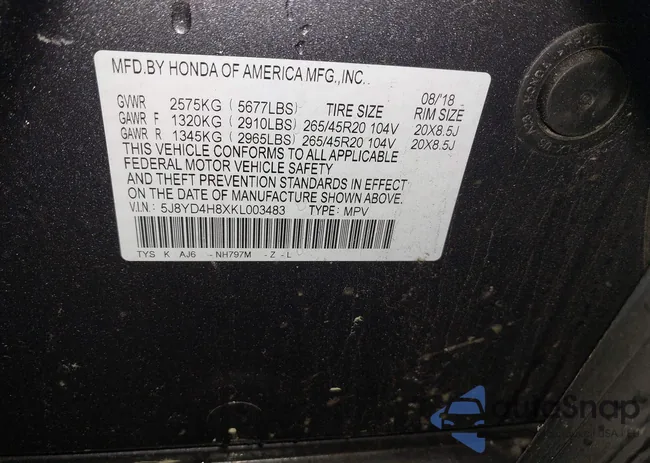 MFD.BY HONDA OF AMERICA MFG.,INC.
08/'18
GVWR 2575KG (5677LBS) TIRE SIZE RIM SIZE
GAWR F 1320KG (2910LBS) 265/45R20 104V 20X8.5J
GAWR R 1345KG (2965LBS) 265/45R20 104V 20X8.5J
THIS VEHICLE CONFORMS TO ALL APPLICABLE
FEDERAL MOTOR VEHICLE SAFETY
AND THEFT PREVENTION STANDARDS IN EFFECT
ON THE DATE OF MANUFACTURE SHOWN ABOVE.
V.I.N.: 5J8YD4H8XKL003483 TYPE: MPV
TYS K AJ6 -NH797M -Z -L
autoSnap